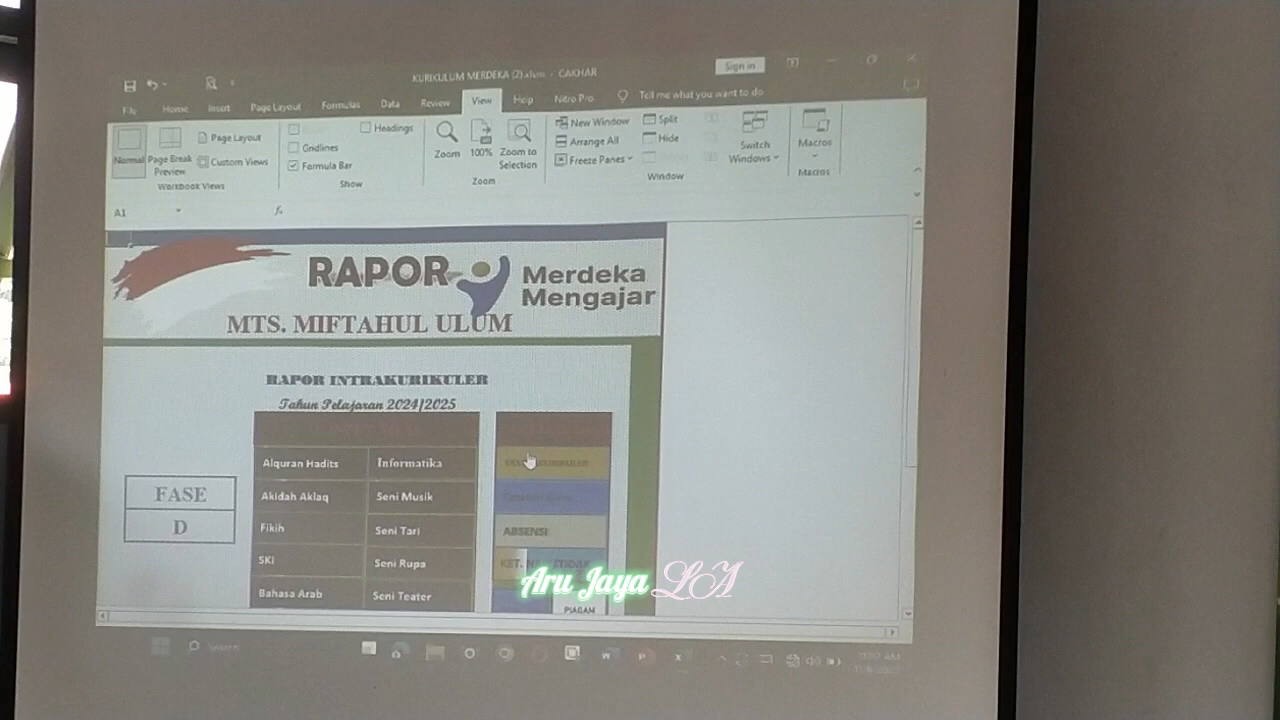 KURIKULUM MERDEKA (2).xlsm - CAKHAR
Sign in
File Home Insert Page Layout Formulas Data Review View Help Nitro Pro Tell me what you want to do
Normal
Page Break Preview
Page Layout
Custom Views
Workbook Views
Headings
Gridlines
Formula Bar
Show
Zoom
100%
Zoom to Selection
Zoom
New Window
Arrange All
Freeze Panes
Split
Hide
Switch Windows
Window
Macros
Macros
A1
fx
RAPOR
Merdeka
Mengajar
MTS. MIFTAHUL ULUM
RAPOR INTRAKURIKULER
Tahun Pelajaran 2024/2025
FASE
D
Alquran Hadits Informatika
Akidah Aklaq Seni Musik
Fikih Seni Tari
SKI Seni Rupa
Bahasa Arab Seni Teater
ABSENSI
KET.
PIAGAM
Aru Jaya LA
Search